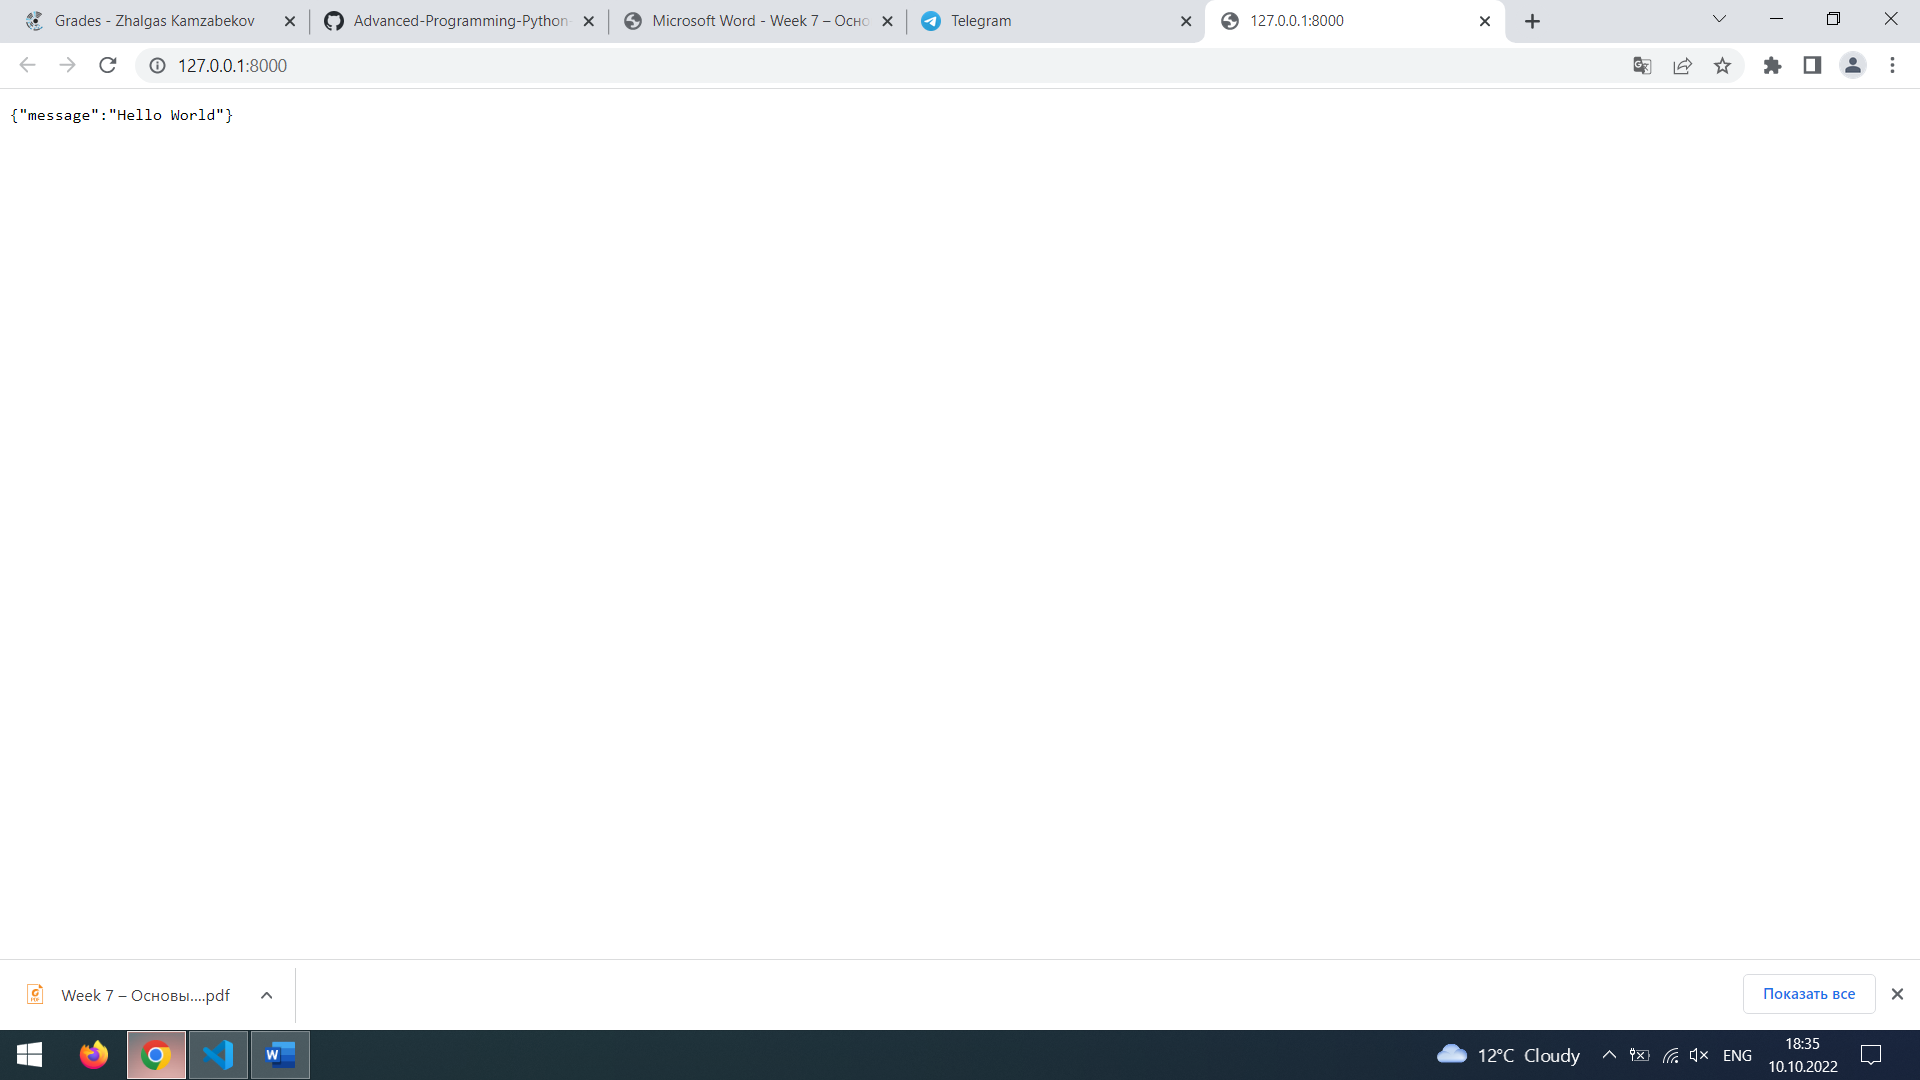 Grades - Zhalgas Kamzabekov
Advanced-Programming-Python-
Microsoft Word - Week 7 – Осно
Telegram
127.0.0.1:8000
127.0.0.1:8000
{"message":"Hello World"}
Week 7 – Основы....pdf
Показать все
12°C Cloudy
ENG
18:35
10.10.2022